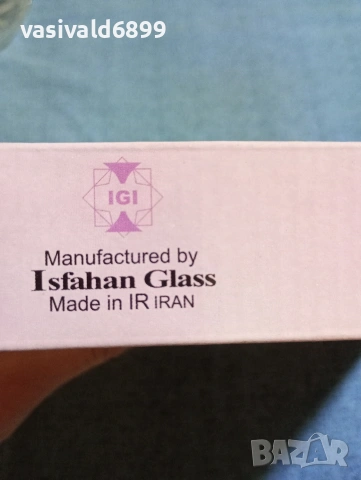 vasivald6899
IGI
Manufactured by
Isfahan Glass
Made in IR iRAN
BAZAR